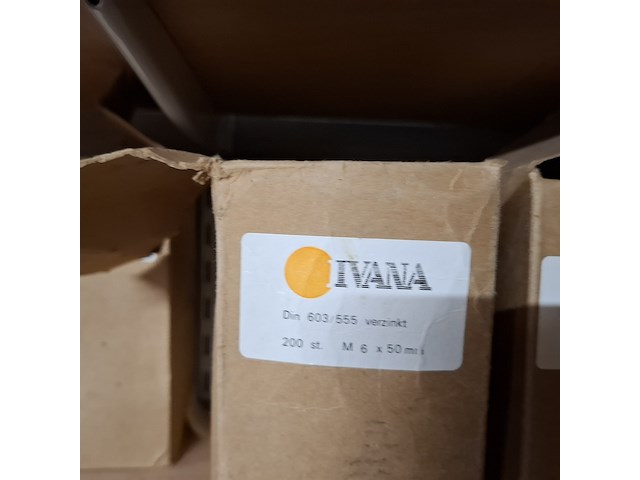 IVANA
Din 603/555 verzinkt
200 st. M 6 x 50 mm